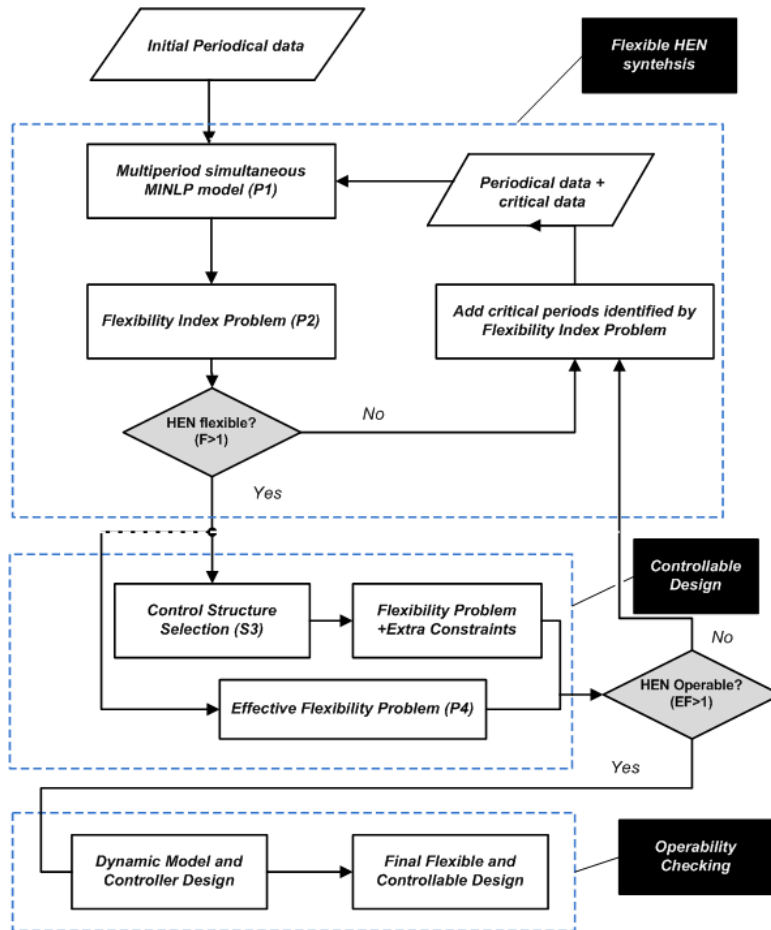 Initial Periodical data
Flexible HEN
syntehsis
Multiperiod simultaneous
MINLP model (P1)
Periodical data +
critical data
Flexibility Index Problem (P2)
Add critical periods identified by
Flexibility Index Problem
HEN flexible?
(F>1)
No
Yes
Control Structure
Selection (S3)
Flexibility Problem
+Extra Constraints
Controllable
Design
No
Effective Flexibility Problem (P4)
HEN Operable?
(EF>1)
Yes
Dynamic Model and
Controller Design
Final Flexible and
Controllable Design
Operability
Checking